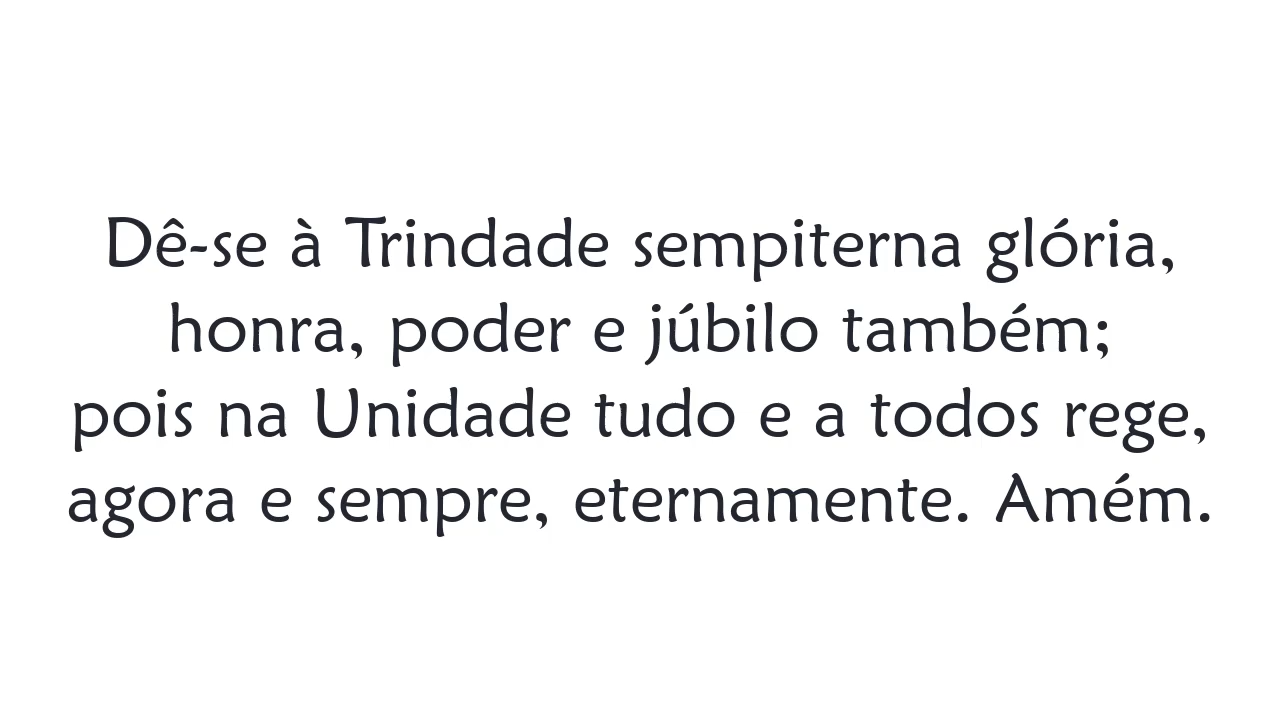 Dê-se à Trindade sempiterna glória,
honra, poder e júbilo também;
pois na Unidade tudo e a todos rege,
agora e sempre, eternamente. Amém.